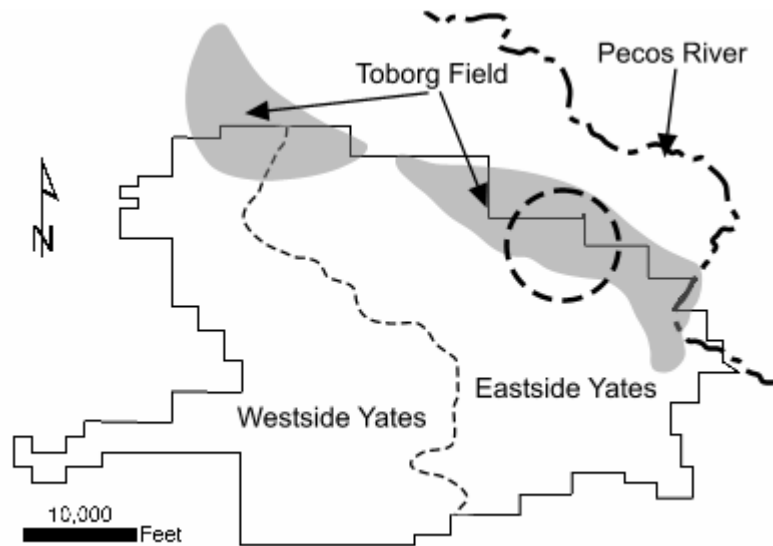 Toborg Field
Pecos River
N
Westside Yates
Eastside Yates
10,000
Feet